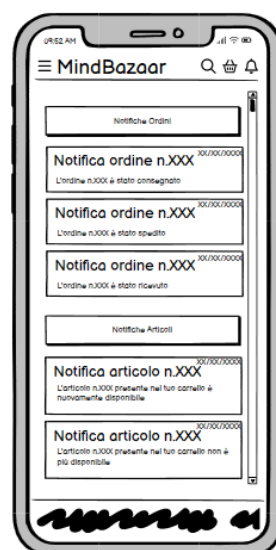 09:52 AM
MindBazaar
Notifiche Ordini
XX/XX/XXXX
Notifica ordine n.XXX
L'ordine n.XXX è stato consegnato
XX/XX/XXXX
Notifica ordine n.XXX
L'ordine n.XXX è stato spedito
XX/XX/XXXX
Notifica ordine n.XXX
L'ordine n.XXX è stato ricevuto
Notifiche Articoli
XX/XX/XXXX
Notifica articolo n.XXX
L'articolo n.XXX presente nel tuo carrello è
nuovamente disponibile
XX/XX/XXXX
Notifica articolo n.XXX
L'articolo n.XXX presente nel tuo carrello non è
più disponibile